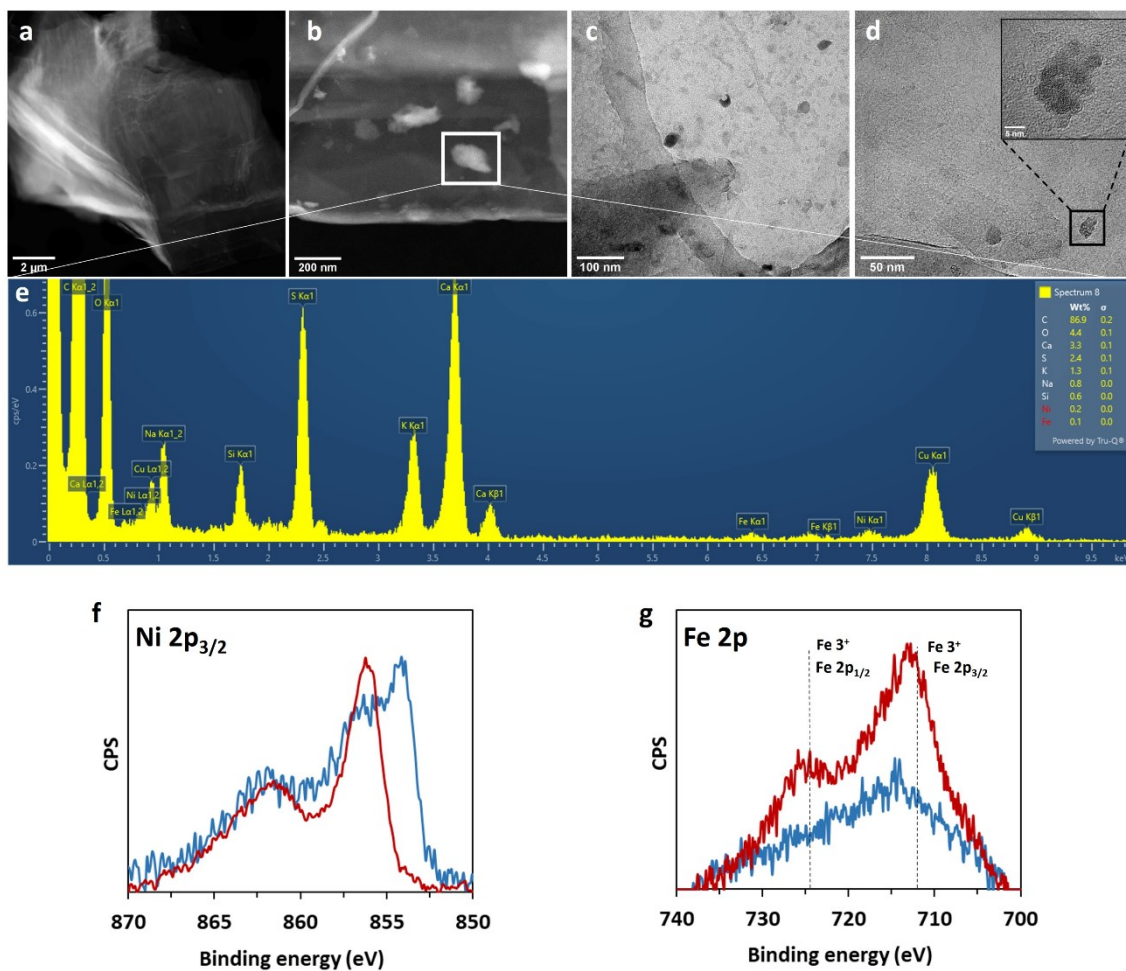 a
b
c
d
5 nm
2 µm
200 nm
100 nm
50 nm
e
C Kα1_2
O Kα1
S Kα1
Ca Kα1
Na Kα1_2
Cu Lα1,2
Ca Lα1,2
Ni Lα1,2
Fe Lα1,2
Si Kα1
K Kα1
Ca Kβ1
Fe Kα1
Fe Kβ1
Ni Kα1
Cu Kα1
Cu Kβ1
Spectrum 8
Wt% σ
C 86.9 0.2
O 4.4 0.1
Ca 3.3 0.1
S 2.4 0.1
K 1.3 0.1
Na 0.8 0.0
Si 0.6 0.0
Ni 0.2 0.0
Fe 0.1 0.0
Powered by Tru-Q®
cps/eV
0.6
0.4
0.2
0
0 0.5 1 1.5 2 2.5 3 3.5 4 4.5 5 5.5 6 6.5 7 7.5 8 8.5 9 9.5 keV
f
Ni 2p3/2
CPS
870 865 860 855 850
Binding energy (eV)
g
Fe 2p
Fe 3+
Fe 2p1/2
Fe 3+
Fe 2p3/2
CPS
740 730 720 710 700
Binding energy (eV)